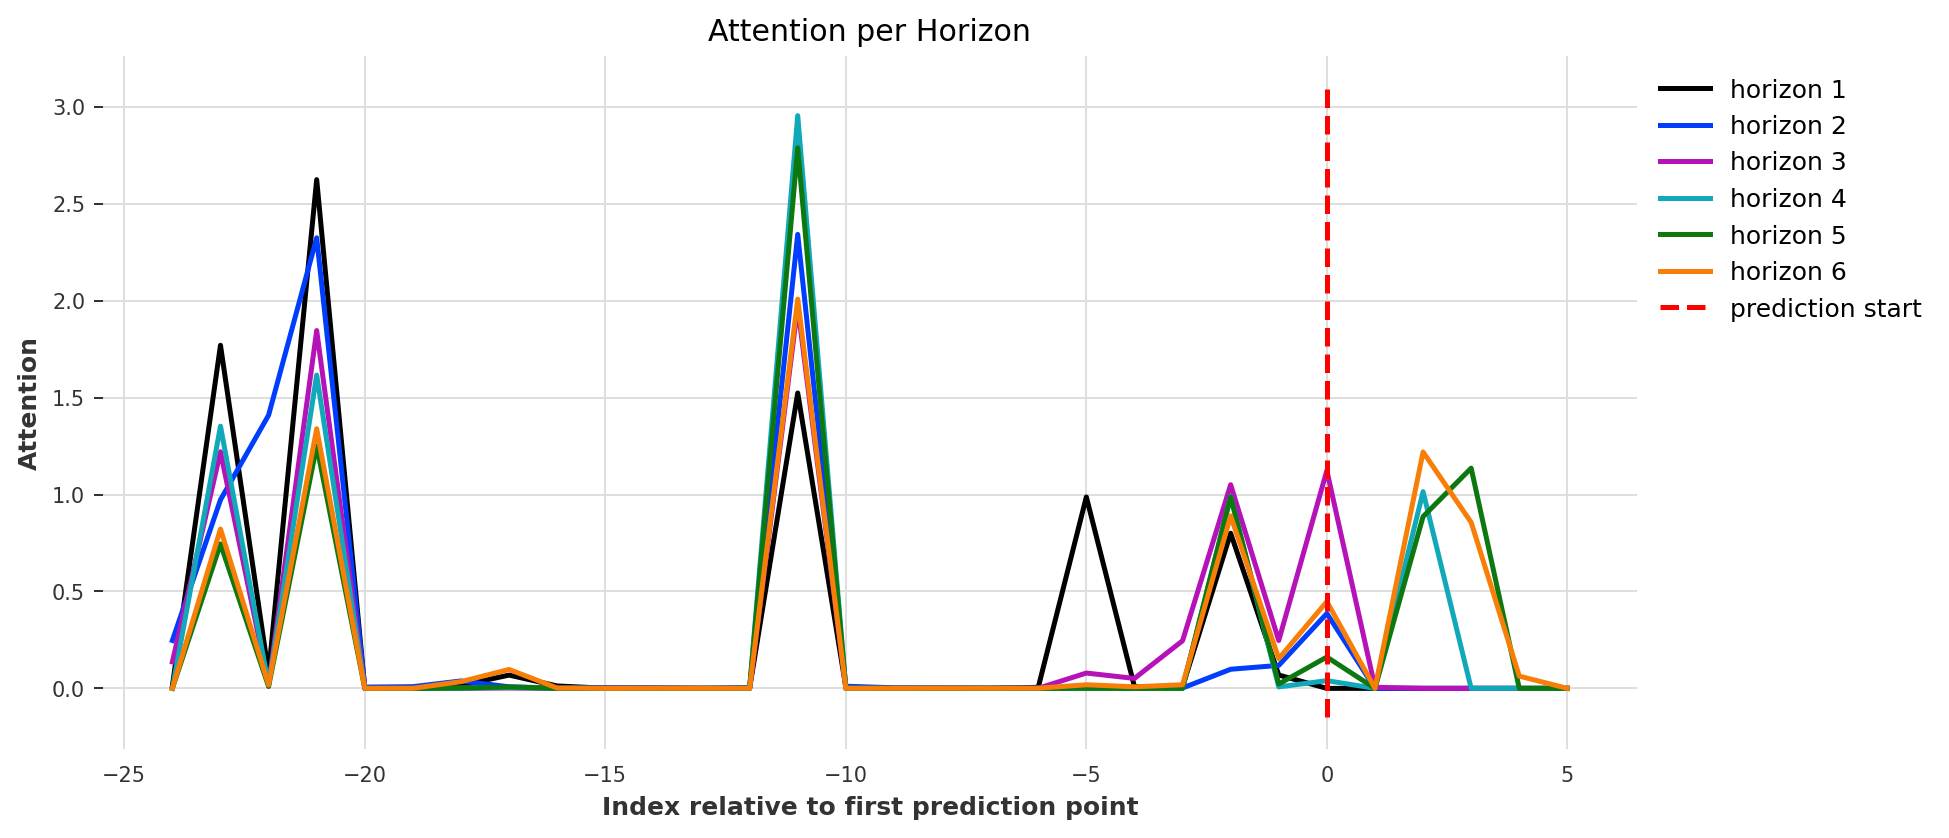 Attention per Horizon
3.0
2.5
2.0
1.5
1.0
0.5
0.0
Attention
−25
−20
−15
−10
−5
0
5
Index relative to first prediction point
horizon 1
horizon 2
horizon 3
horizon 4
horizon 5
horizon 6
prediction start